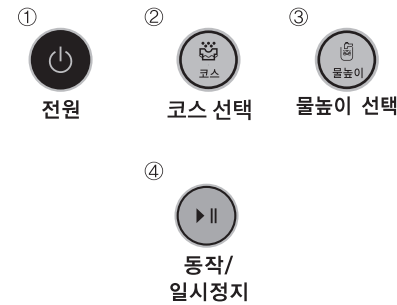 ① ② ③
코스 물높이
전원 코스 선택 물높이 선택
④
동작/
일시정지